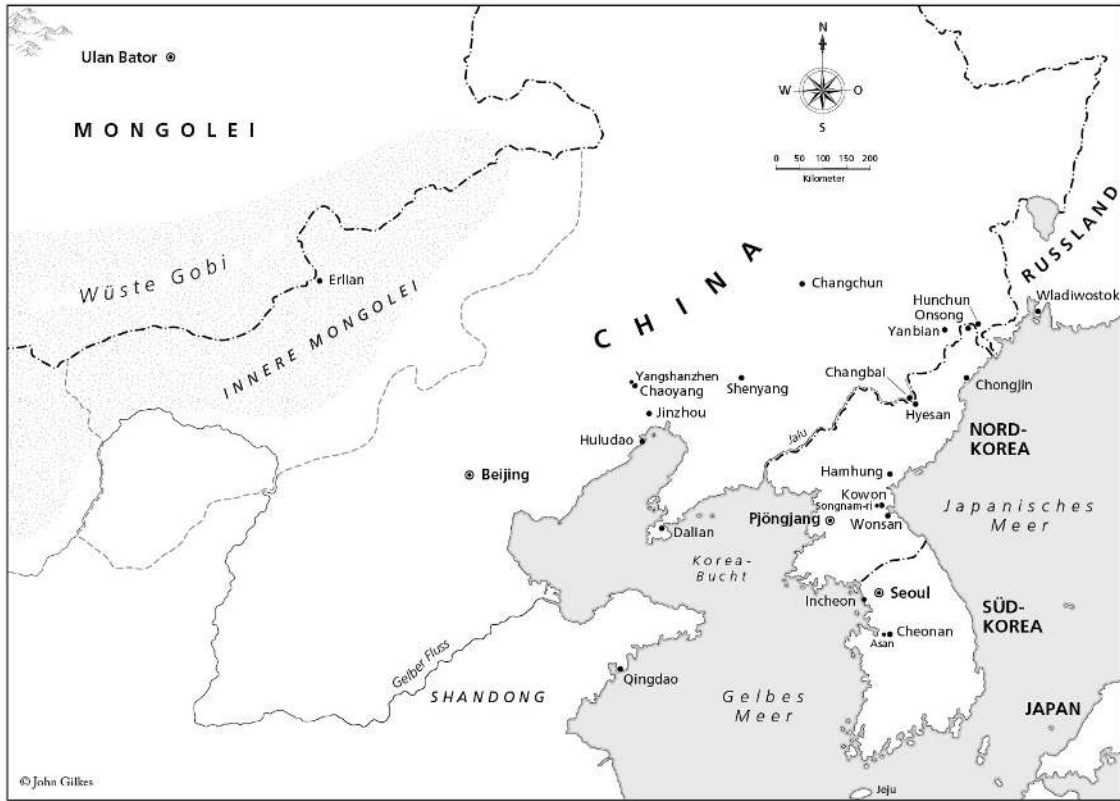 Ulan Bator
MONGOLEI
N
W
O
S
0 50 100 150 200
Kilometer
RUSSLAND
Wüste Gobi
Erlian
INNERE MONGOLEI
CHINA
Changchun
Hunchun
Onsong
Wladiwostok
Yanbian
Yangshanzhen
Chaoyang
Shenyang
Changbai
Chongjin
Jinzhou
Hyesan
Huludao
Jalu
NORD-
KOREA
Beijing
Hamhung
Kowon
Songnam-ri
Japanisches
Meer
Pjöngjang
Wonsan
Dalian
Korea-
Bucht
Incheon
Seoul
SÜD-
KOREA
Asan
Cheonan
Gelber Fluss
SHANDONG
Qingdao
Gelbes
Meer
JAPAN
© John Gilkes
Jeju